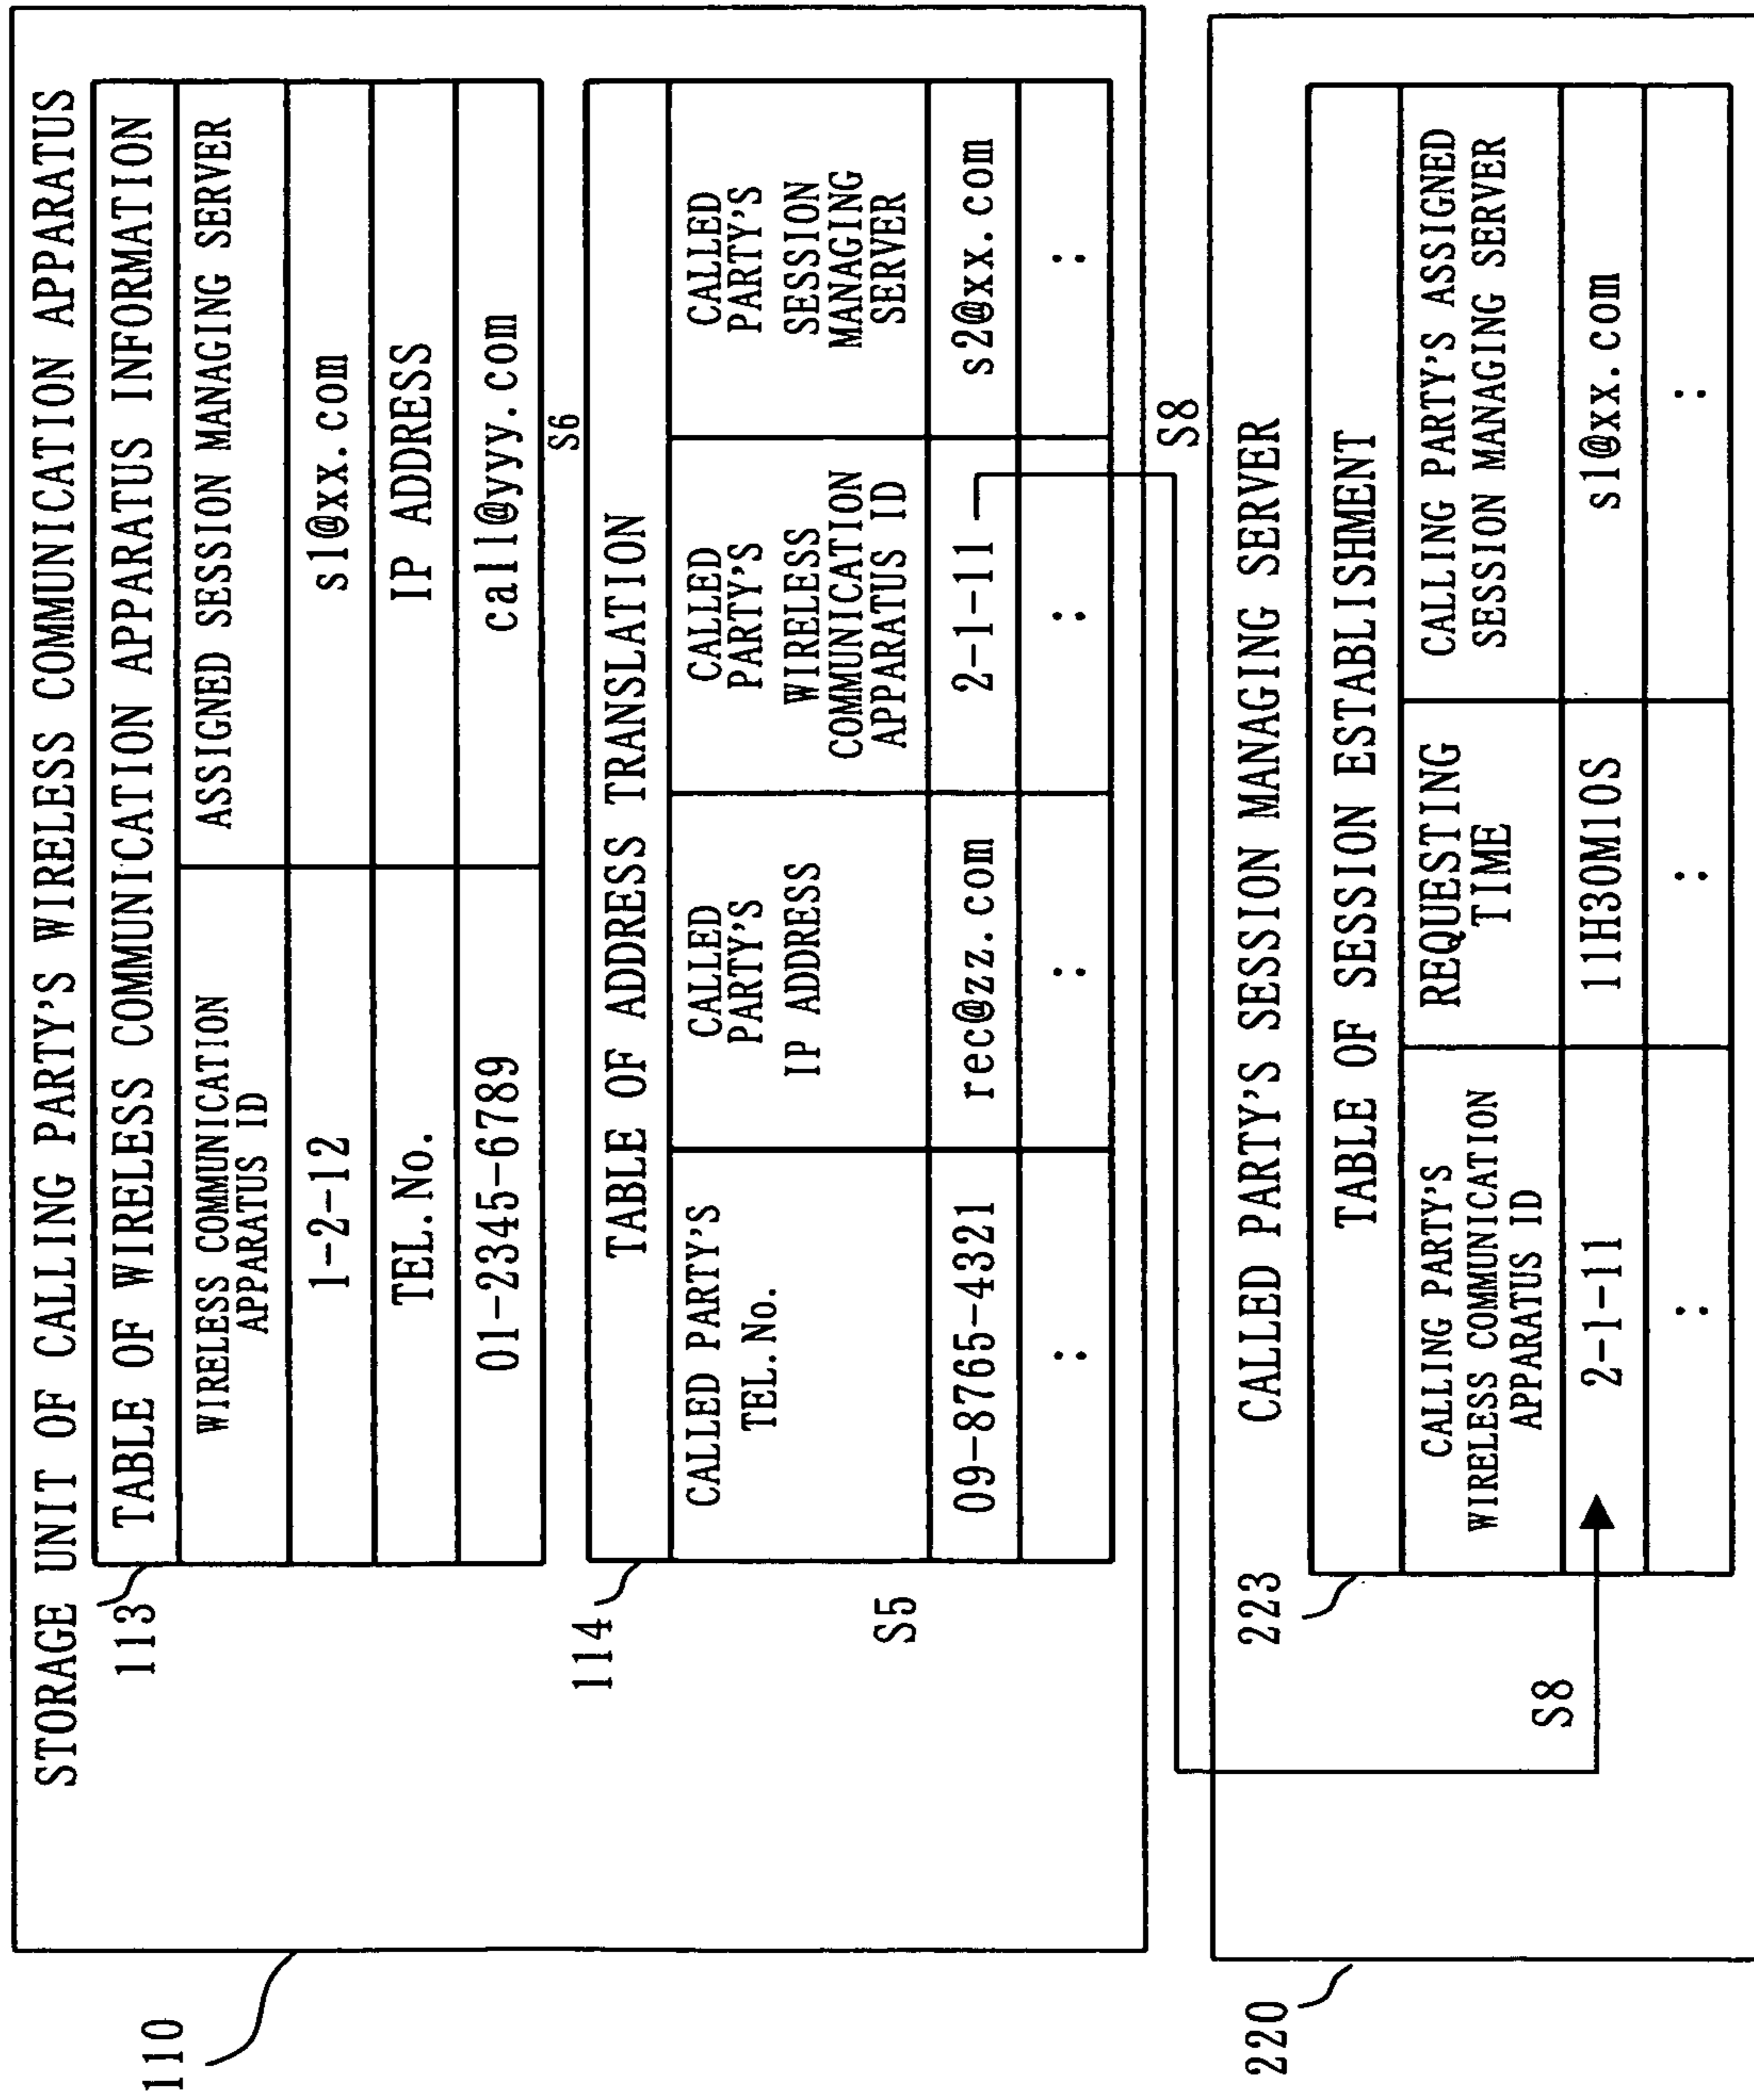 110
STORAGE UNIT OF CALLING PARTY'S WIRELESS COMMUNICATION APPARATUS
113
TABLE OF WIRELESS COMMUNICATION APPARATUS INFORMATION
WIRELESS COMMUNICATION
APPARATUS ID
ASSIGNED SESSION MANAGING SERVER
1-2-12
s1@xx.com
TEL.No.
IP ADDRESS
01-2345-6789
call@yyy.com
S6
114
TABLE OF ADDRESS TRANSLATION
S5
CALLED PARTY'S
TEL.No.
CALLED
PARTY'S
IP ADDRESS
CALLED
PARTY'S
WIRELESS
COMMUNICATION
APPARATUS ID
CALLED
PARTY'S
SESSION
MANAGING
SERVER
09-8765-4321
rec@zz.com
2-1-11
s2@xx.com
:
:
:
:
S8
220
223
CALLED PARTY'S SESSION MANAGING SERVER
TABLE OF SESSION ESTABLISHMENT
CALLING PARTY'S
WIRELESS COMMUNICATION
APPARATUS ID
REQUESTING
TIME
CALLING PARTY'S ASSIGNED
SESSION MANAGING SERVER
S8
2-1-11
11H30M10S
s1@xx.com
:
:
: